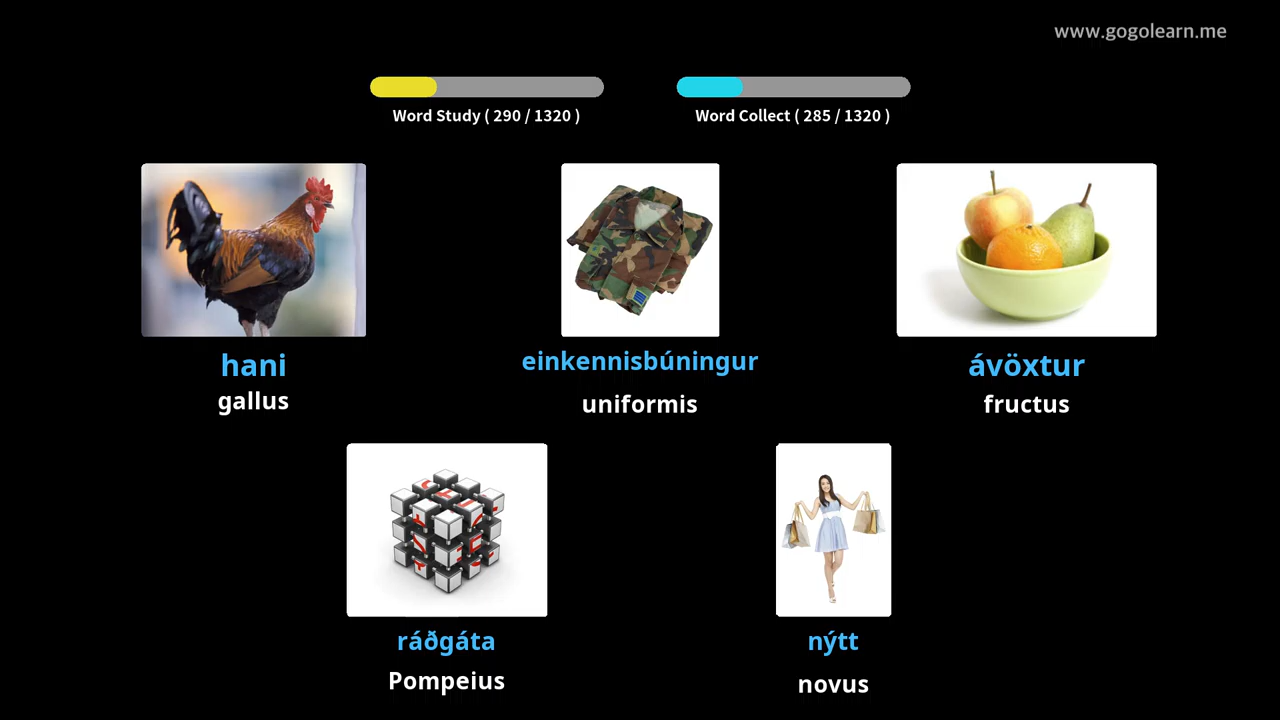 www.gogolearn.me
Word Study ( 290 / 1320 )
Word Collect ( 285 / 1320 )
hani
gallus
einkennisbúningur
uniformis
ávöxtur
fructus
ráðgáta
Pompeius
nýtt
novus